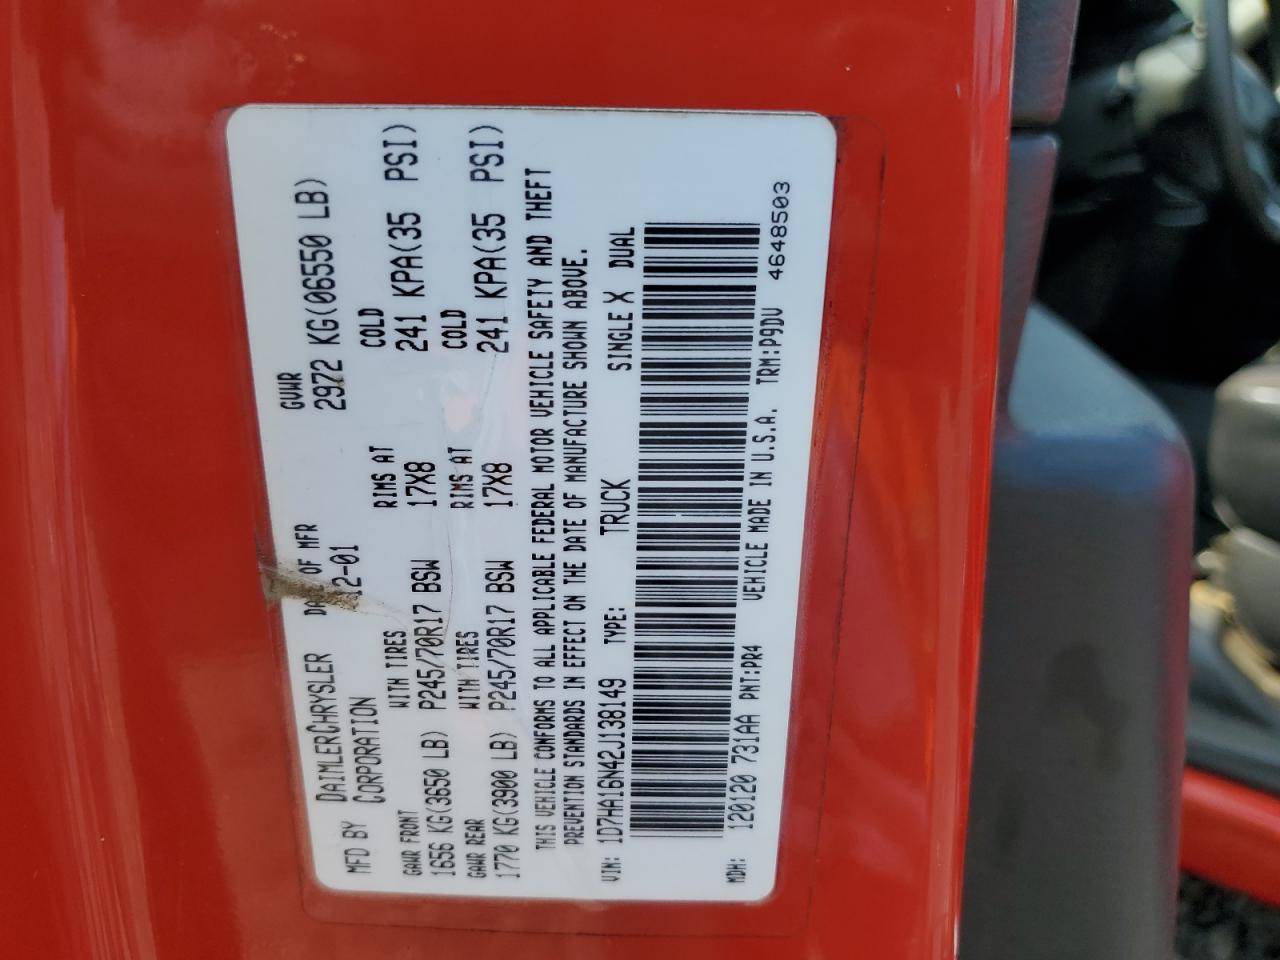 MFD BY DAIMLERCHRYSLER CORPORATION
DA OF MFR 12-01
GVWR 2972 KG(06550 LB)
GAWR FRONT WITH TIRES RIMS AT COLD
1656 KG(3650 LB) P245/70R17 BSW 17X8 241 KPA(35 PSI)
GAWR REAR WITH TIRES RIMS AT COLD
1770 KG(3900 LB) P245/70R17 BSW 17X8 241 KPA(35 PSI)
THIS VEHICLE CONFORMS TO ALL APPLICABLE FEDERAL MOTOR VEHICLE SAFETY AND THEFT
PREVENTION STANDARDS IN EFFECT ON THE DATE OF MANUFACTURE SHOWN ABOVE.
VIN: 1D7HA16N42J138149 TYPE: TRUCK SINGLE X DUAL
MDH: 120120 731AA PNT:PR4 VEHICLE MADE IN U.S.A. TRM:P9DV
4648503